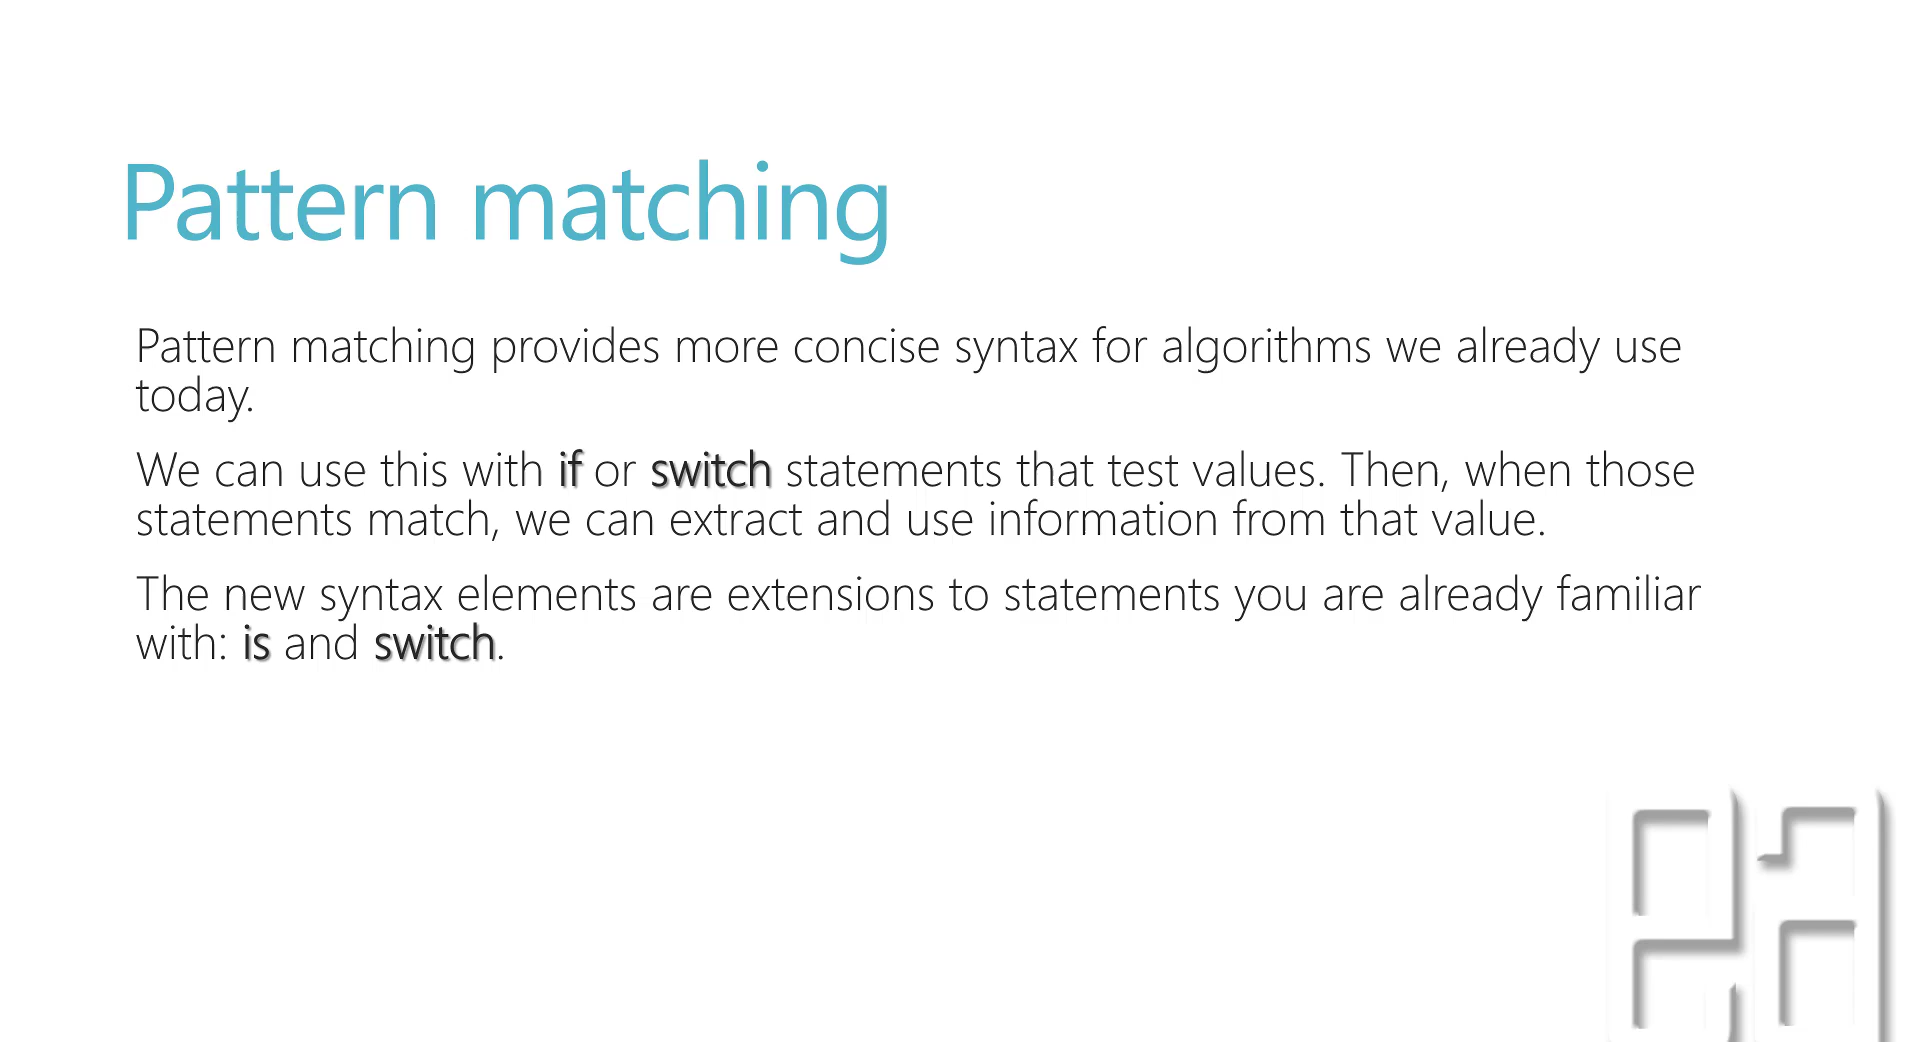 Pattern matching
Pattern matching provides more concise syntax for algorithms we already use
today.
We can use this with if or switch statements that test values. Then, when those
statements match, we can extract and use information from that value.
The new syntax elements are extensions to statements you are already familiar
with: is and switch.